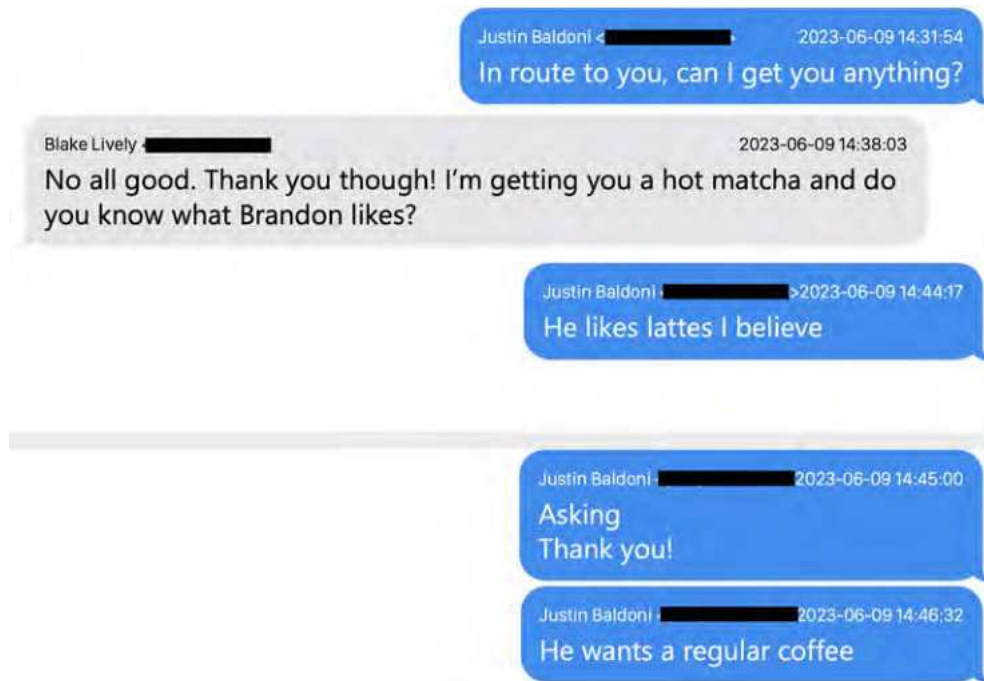 Justin Baldoni < 2023-06-09 14:31:54
In route to you, can I get you anything?
Blake Lively 2023-06-09 14:38:03
No all good. Thank you though! I'm getting you a hot matcha and do
you know what Brandon likes?
Justin Baldoni >2023-06-09 14:44:17
He likes lattes I believe
Justin Baldoni 2023-06-09 14:45:00
Asking
Thank you!
Justin Baldoni 2023-06-09 14:46:32
He wants a regular coffee